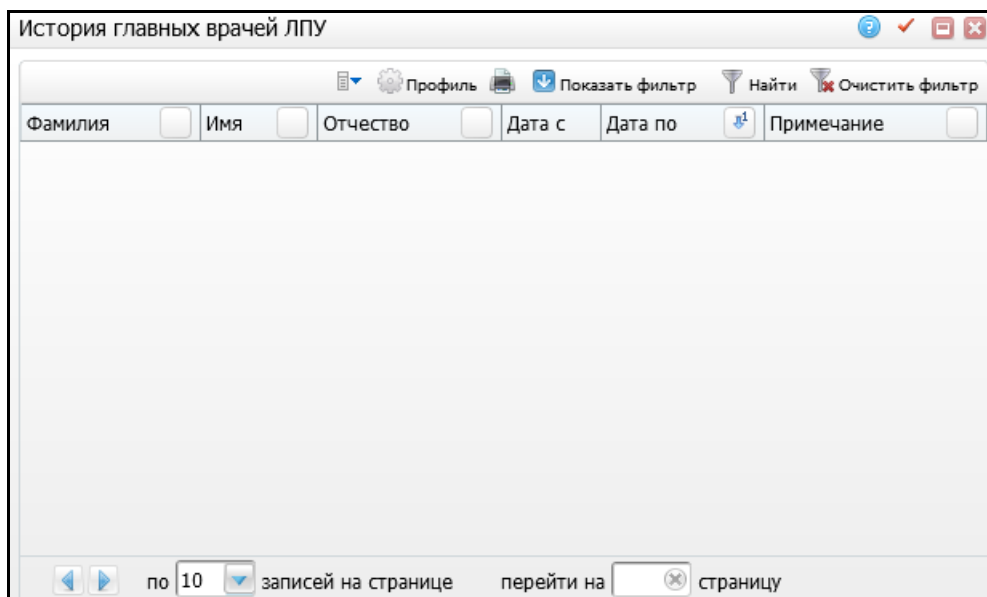 История главных врачей ЛПУ
Профиль Показать фильтр Найти Очистить фильтр
Фамилия Имя Отчество Дата с Дата по 1 Примечание
по 10 записей на странице перейти на страницу